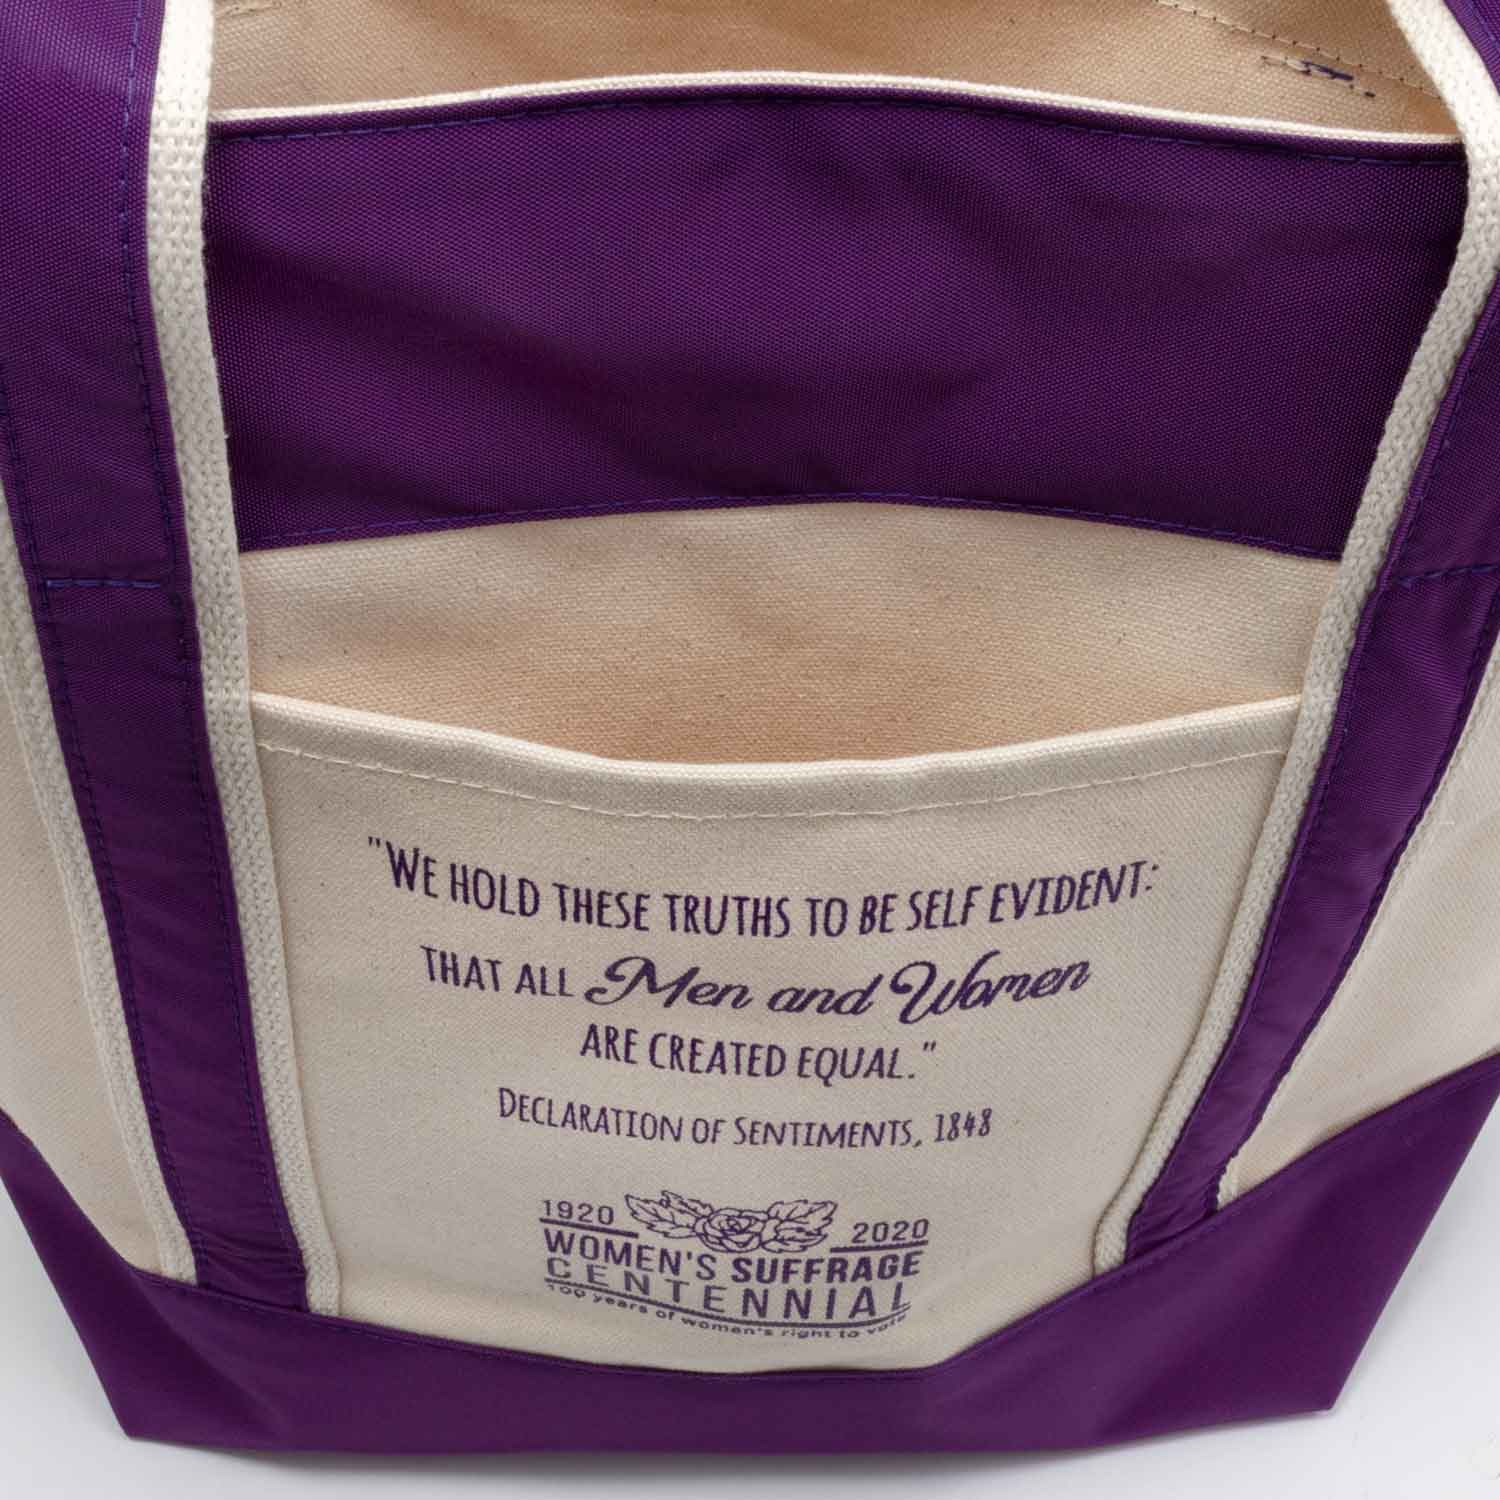 "WE HOLD THESE TRUTHS TO BE SELF EVIDENT:
THAT ALL Men and Women
ARE CREATED EQUAL."
DECLARATION OF SENTIMENTS, 1848
1920 2020
WOMEN'S SUFFRAGE
CENTENNIAL
100 years of women's right to vote